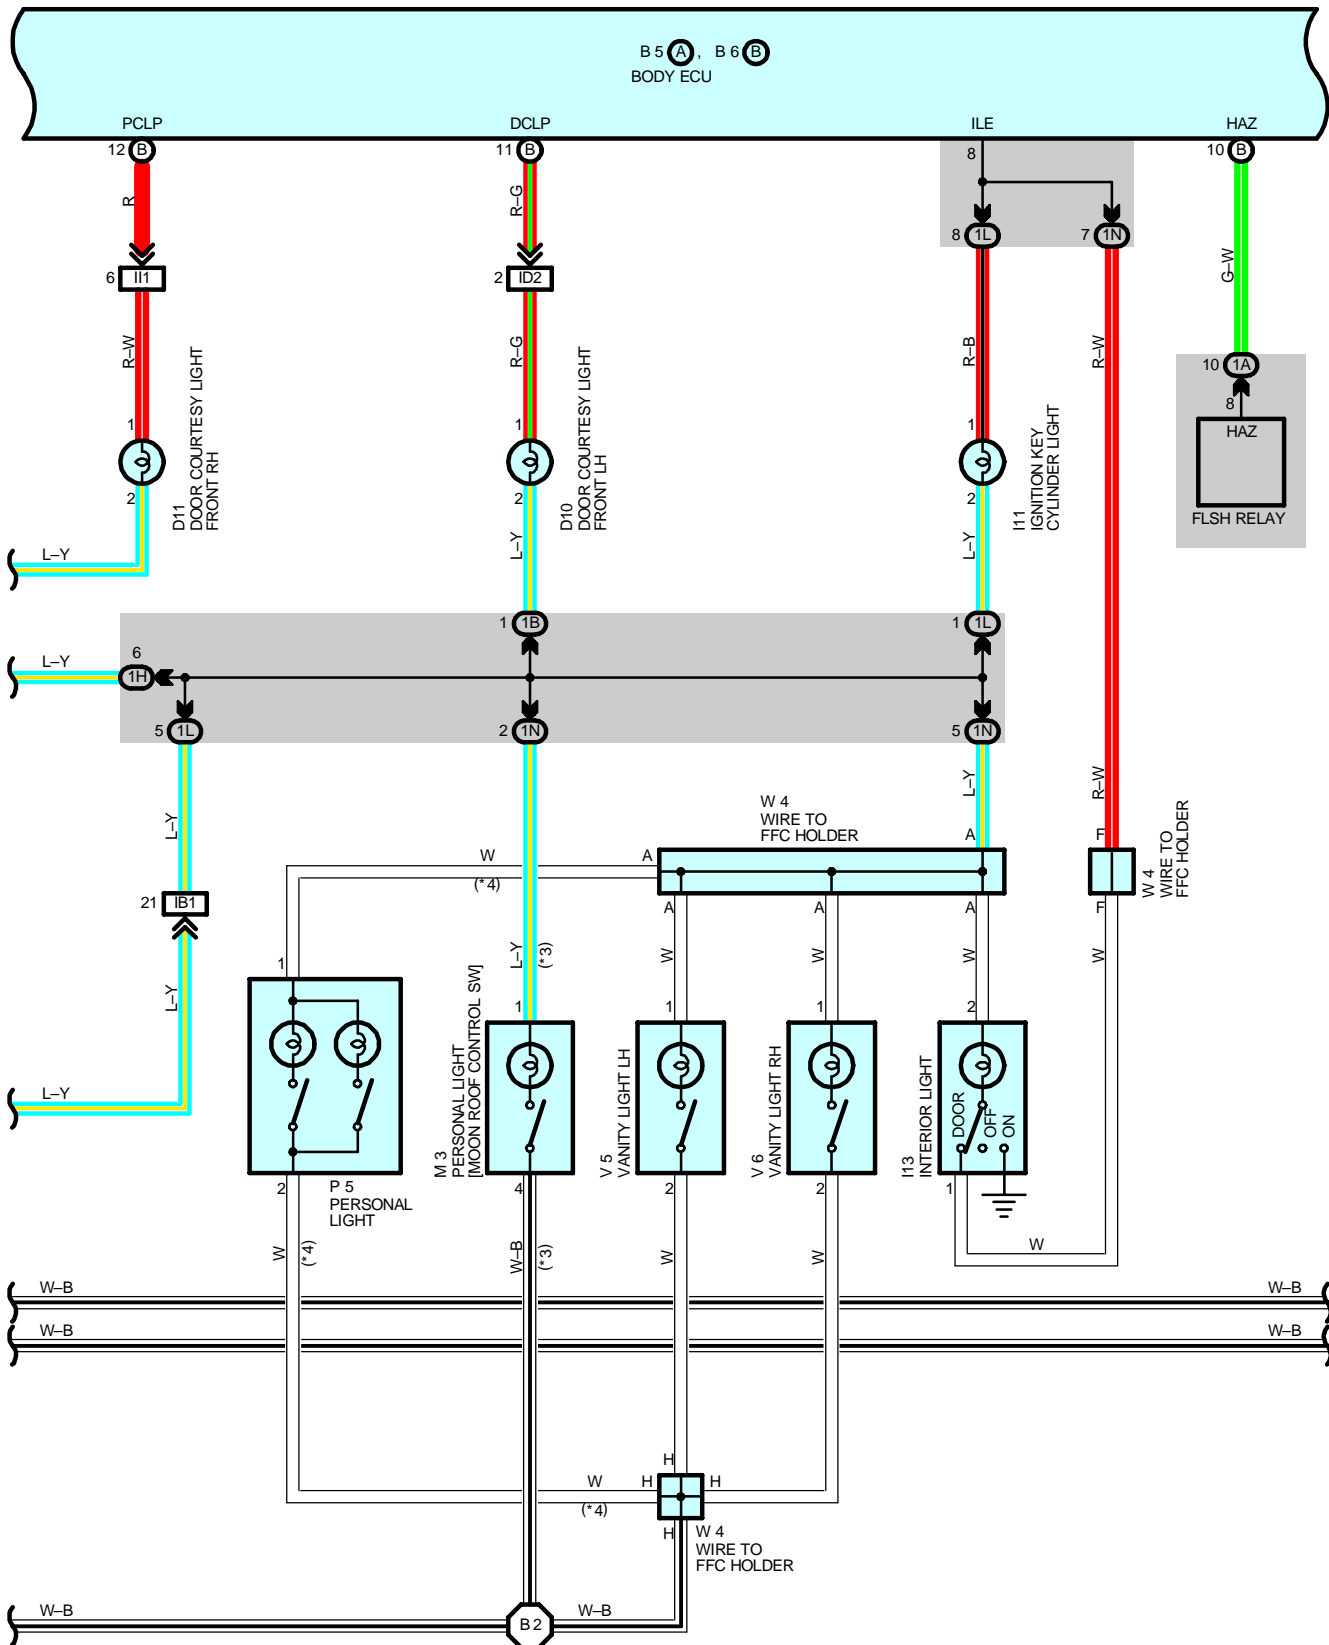 B 5 A , B 6 B
BODY ECU
PCLP
DCLP
ILE
HAZ
12 B
11 B
8
10 B
R
R–G
8 1L
7 1N
G–W
6 II1
2 ID2
R–W
R–G
R–B
R–W
10 1A
8
HAZ
FLSH RELAY
1
1
1
2
2
2
D11
DOOR COURTESY LIGHT
FRONT RH
D10
DOOR COURTESY LIGHT
FRONT LH
I11
IGNITION KEY
CYLINDER LIGHT
L–Y
L–Y
L–Y
1 1B
1 1L
L–Y
6
1H
5 1L
2 1N
5 1N
L–Y
L–Y
R–W
W 4
WIRE TO
FFC HOLDER
W
(*4)
A
A
F
W 4
WIRE TO
FFC HOLDER
21 IB1
A
A
A
F
L–Y
L–Y
(*3)
W
W
W
W
1
1
1
1
2
M 3
PERSONAL LIGHT
[MOON ROOF CONTROL SW]
V 5
VANITY LIGHT LH
V 6
VANITY LIGHT RH
I13
INTERIOR LIGHT
DOOR
OFF
ON
L–Y
2
P 5
PERSONAL
LIGHT
4
2
2
1
W
(*4)
W–B
(*3)
W
W
W
W–B
W–B
W–B
W–B
H
W
(*4)
H
H
H
W 4
WIRE TO
FFC HOLDER
W–B
B 2
W–B